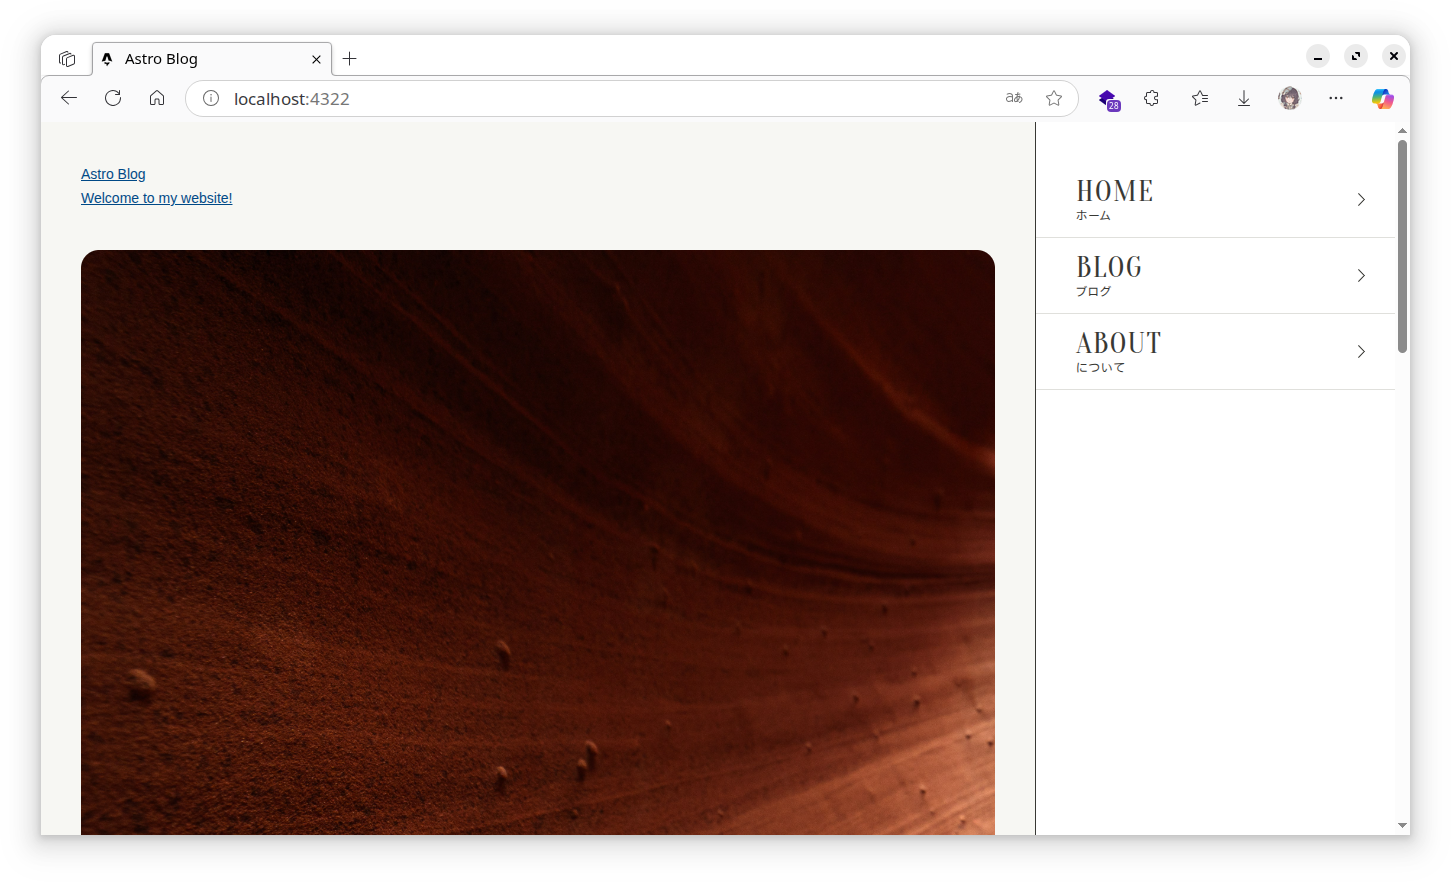 Astro Blog
localhost:4322
aあ
28
Astro Blog
Welcome to my website!
HOME
ホーム
BLOG
ブログ
ABOUT
について